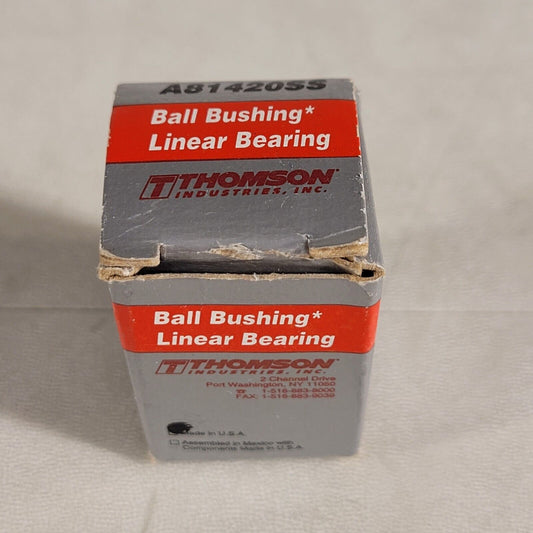 A81420SS
Ball Bushing*
Linear Bearing
THOMSON
INDUSTRIES, INC.
Ball Bushing*
Linear Bearing
THOMSON
INDUSTRIES, INC.
2 Channel Drive
Port Washington, NY 11050
☎ 1-516-883-8000
FAX: 1-516-883-9039
Made in U.S.A.
Assembled in Mexico with
Components Made in U.S.A.